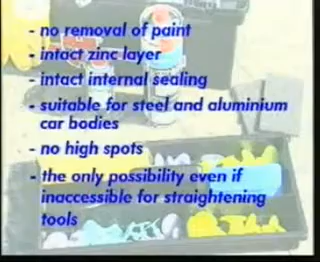 - no removal of paint
- intact zinc layer
- intact internal sealing
- suitable for steel and aluminium
car bodies
- no high spots
- the only possibility even if
inaccessible for straightening
tools